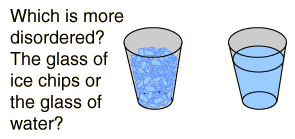 Which is more
disordered?
The glass of
ice chips or
the glass of
water?